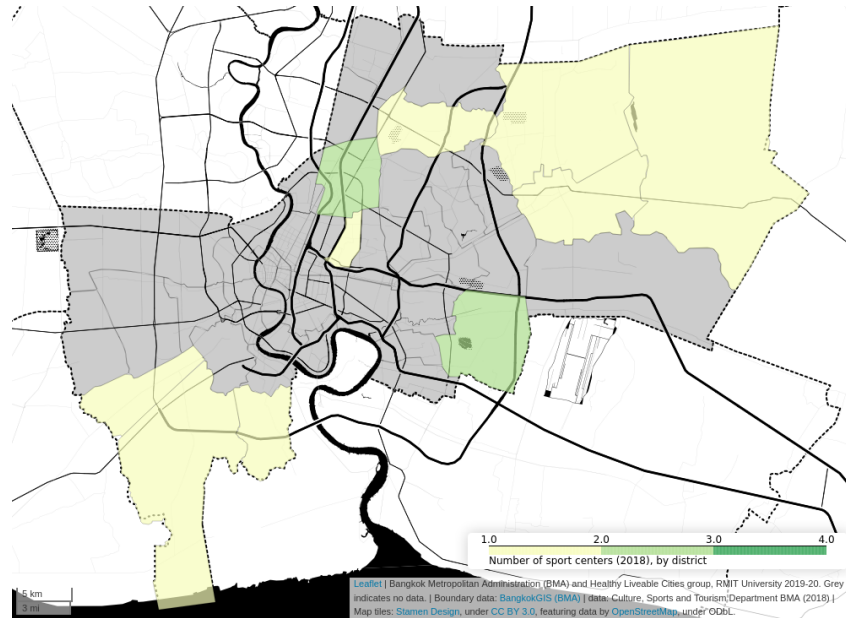 1.0 2.0 3.0 4.0
Number of sport centers (2018), by district
5 km
3 mi
Leaflet | Bangkok Metropolitan Administration (BMA) and Healthy Liveable Cities group, RMIT University 2019-20. Grey
indicates no data. | Boundary data: BangkokGIS (BMA) | data: Culture, Sports and Tourism Department BMA (2018) |
Map tiles: Stamen Design, under CC BY 3.0, featuring data by OpenStreetMap, under ODbL.